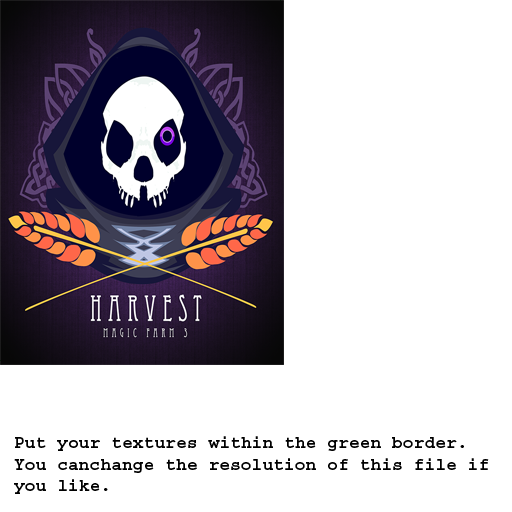 HARVEST
MAGIC FARM 3
Put your textures within the green border.
You canchange the resolution of this file if
you like.